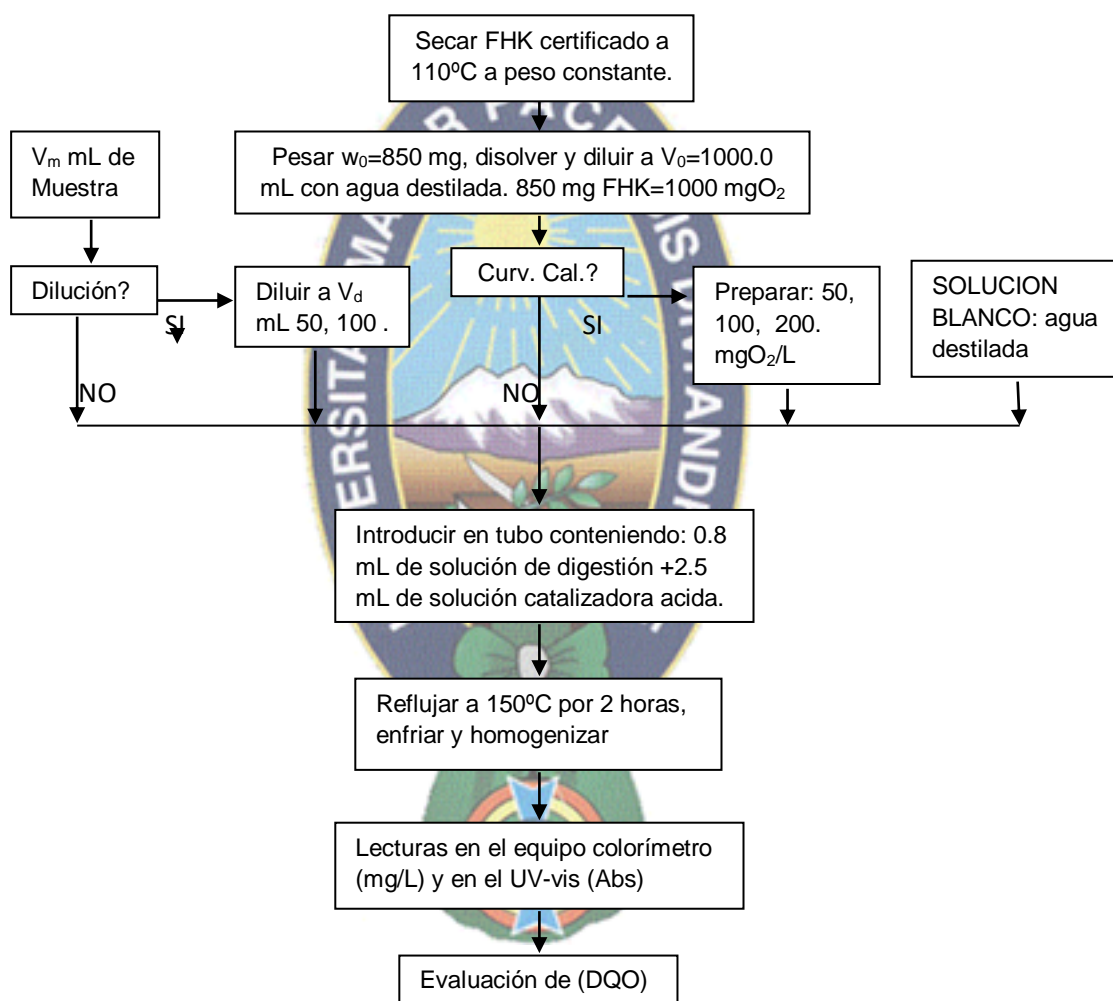 Secar FHK certificado a
110ºC a peso constante.
V_m mL de
Muestra
Pesar w₀=850 mg, disolver y diluir a V₀=1000.0
mL con agua destilada. 850 mg FHK=1000 mgO₂
Dilución?
SI
NO
Diluir a V_d
mL 50, 100 .
Curv. Cal.?
SI
NO
Preparar: 50,
100, 200.
mgO₂/L
SOLUCION
BLANCO: agua
destilada
Introducir en tubo conteniendo: 0.8
mL de solución de digestión +2.5
mL de solución catalizadora acida.
Reflujar a 150ºC por 2 horas,
enfriar y homogenizar
Lecturas en el equipo colorímetro
(mg/L) y en el UV-vis (Abs)
Evaluación de (DQO)